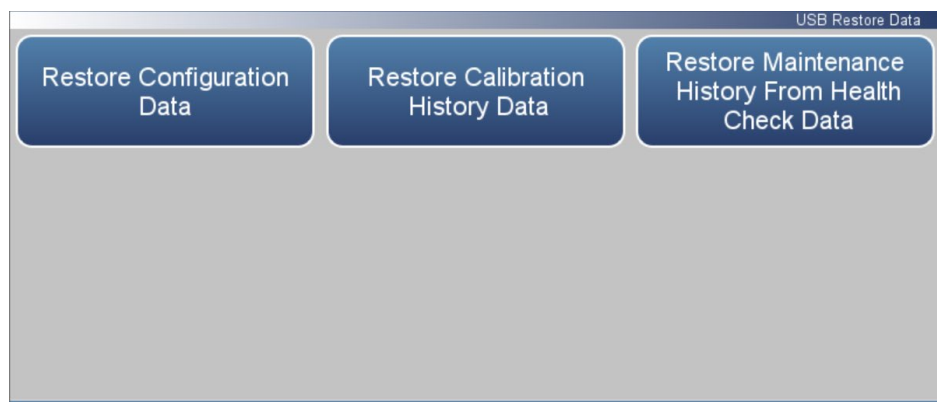 USB Restore Data
Restore Configuration
Data
Restore Calibration
History Data
Restore Maintenance
History From Health
Check Data